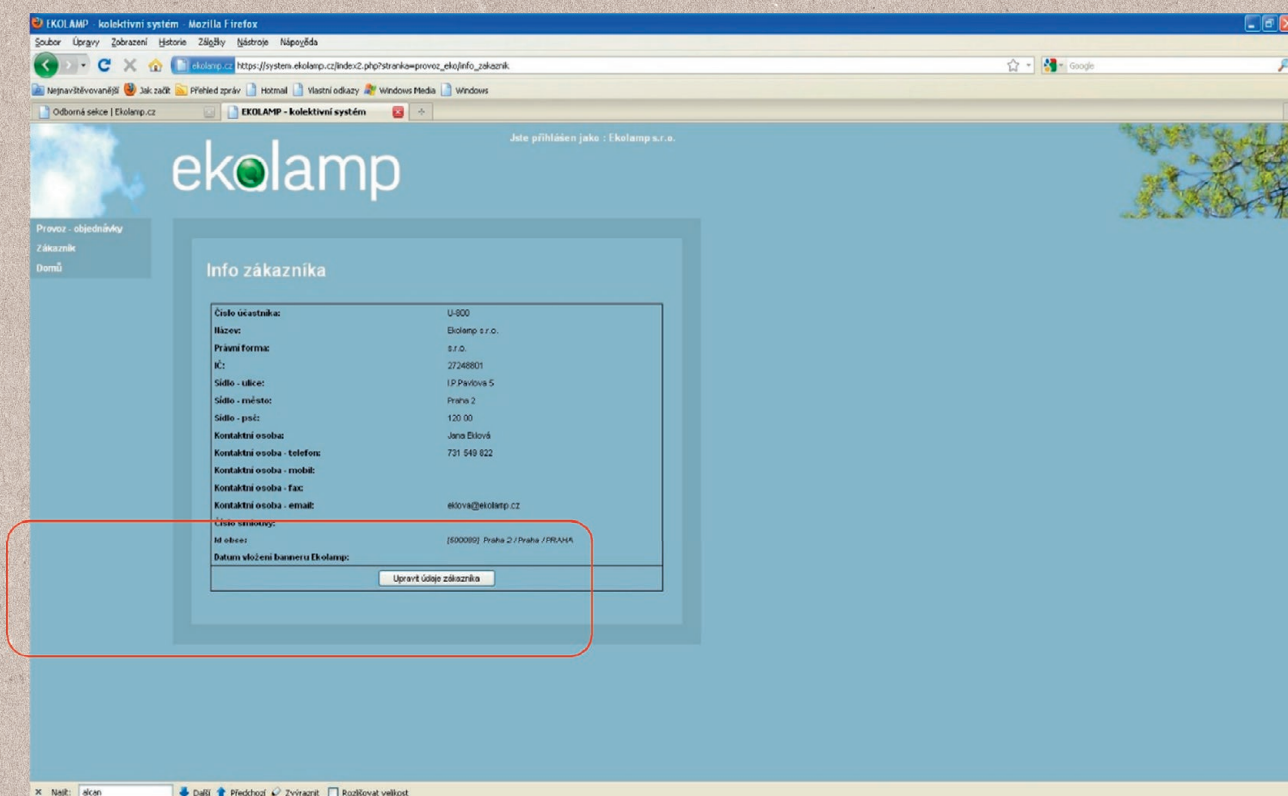 EKOLAMP - kolektivní systém - Mozilla Firefox
Soubor Úpravy Zobrazení Historie Záložky Nástroje Nápověda
ekolamp.cz https://system.ekolamp.cz/index2.php?stranka=provoz_eko/info_zakaznik Google
Nejnavštěvovanější Jak začít Přehled zpráv Hotmail Vlastní odkazy Windows Media Windows
Odborná sekce | Ekolamp.cz EKOLAMP - kolektivní systém
Jste přihlášen jako : Ekolamp s.r.o.
ekolamp
Provoz - objednávky
Zákazník
Domů
Info zákazníka
Číslo účastníka: U-800
Název: Ekolamp s.r.o.
Právní forma: s.r.o.
IČ: 27248801
Sídlo - ulice: I.P.Pavlova 5
Sídlo - město: Praha 2
Sídlo - psč: 120 00
Kontaktní osoba: Jana Eklová
Kontaktní osoba - telefon: 731 549 822
Kontaktní osoba - mobil:
Kontaktní osoba - fax:
Kontaktní osoba - email: eklova@ekolamp.cz
Číslo smlouvy:
Id obce: [500089] Praha 2 / Praha / PRAHA
Datum vložení banneru Ekolamp:
Upravit údaje zákazníka
Najít: alcan Další Předchozí Zvýraznit Rozlišovat velikost